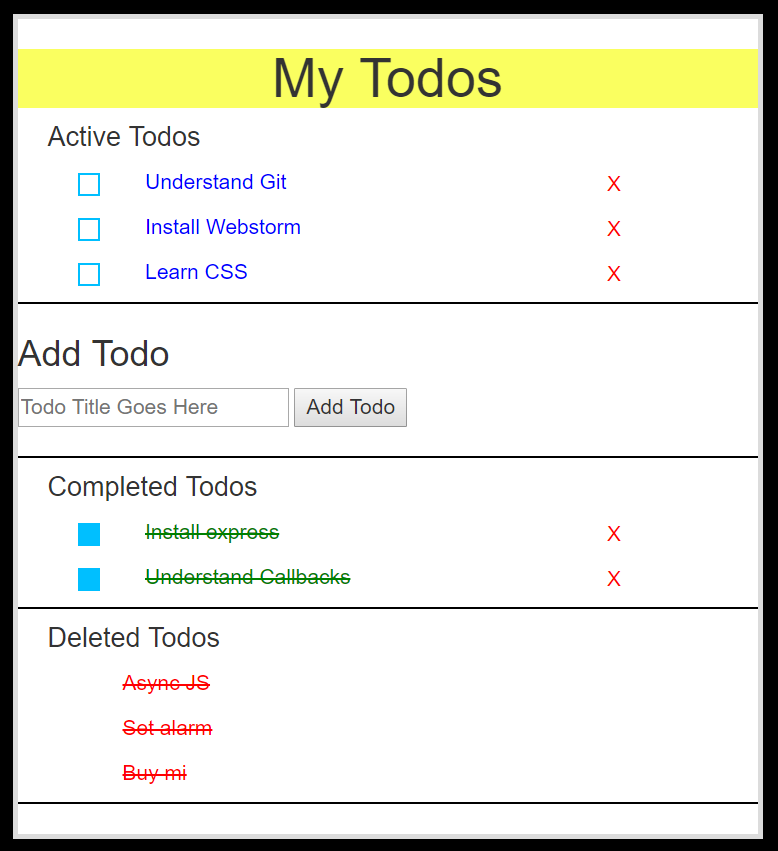 My Todos
Active Todos
Understand Git X
Install Webstorm X
Learn CSS X
Add Todo
Todo Title Goes Here Add Todo
Completed Todos
Install express X
Understand Callbacks X
Deleted Todos
Async JS
Set alarm
Buy mi